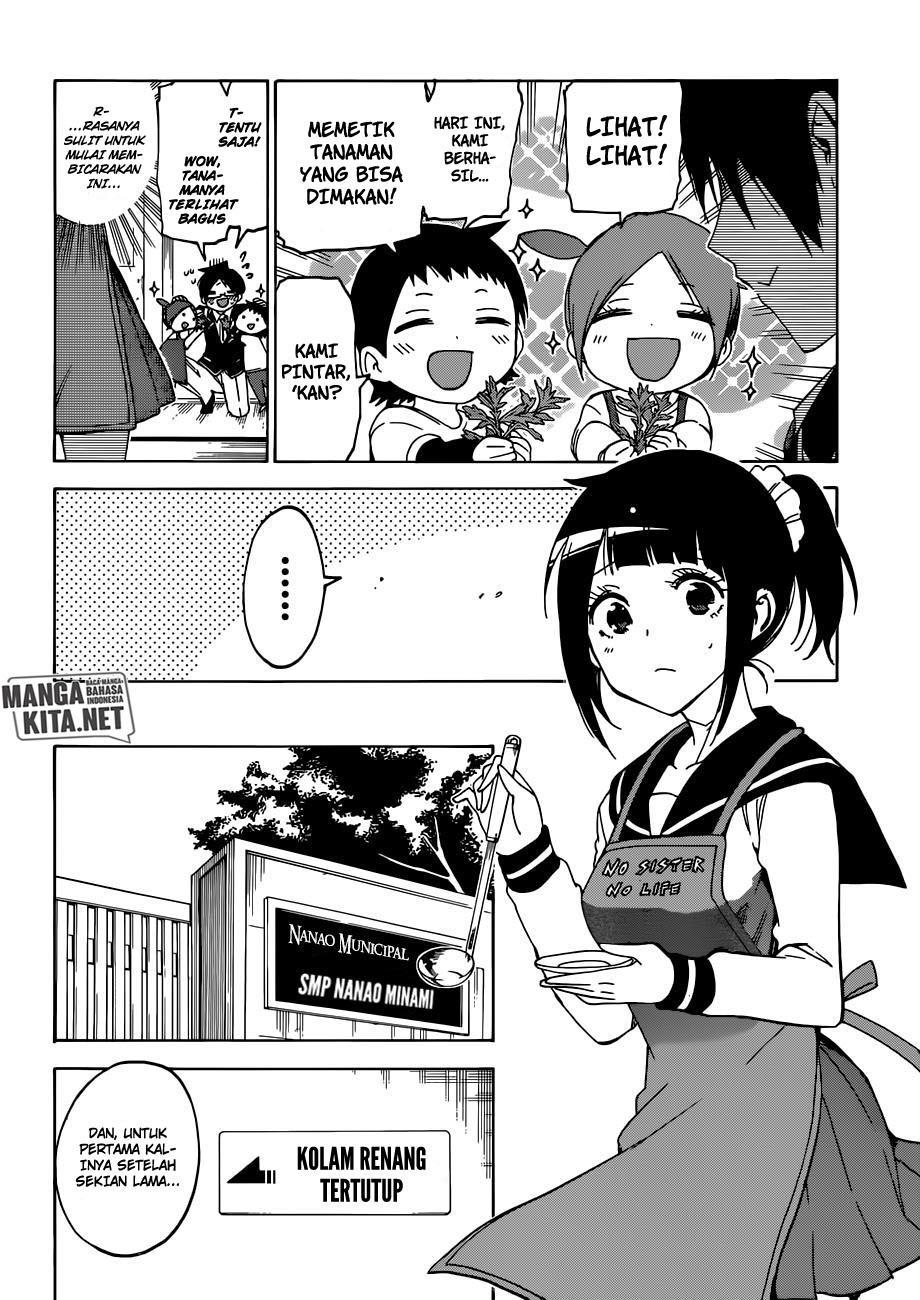 LIHAT!
LIHAT!
HARI INI,
KAMI
BERHA-
SIL...
MEMETIK
TANAMAN
YANG BISA
DIMAKAN!
KAMI
PINTAR,
'KAN?
T-
TENTU
SAJA!
WOW,
TANA-
MANYA
TERLIHAT
BAGUS
R-
...RASANYA
SULIT UNTUK
MULAI MEM-
BICARAKAN
INI...
......
NO SISTER
NO LIFE
MANGA
KITA.NET
BACA MANGA
BAHASA
INDONESIA
NANAO MUNICIPAL
SMP NANAO MINAMI
DAN, UNTUK
PERTAMA KAL-
INYA SETELAH
SEKIAN LAMA...
KOLAM RENANG
TERTUTUP